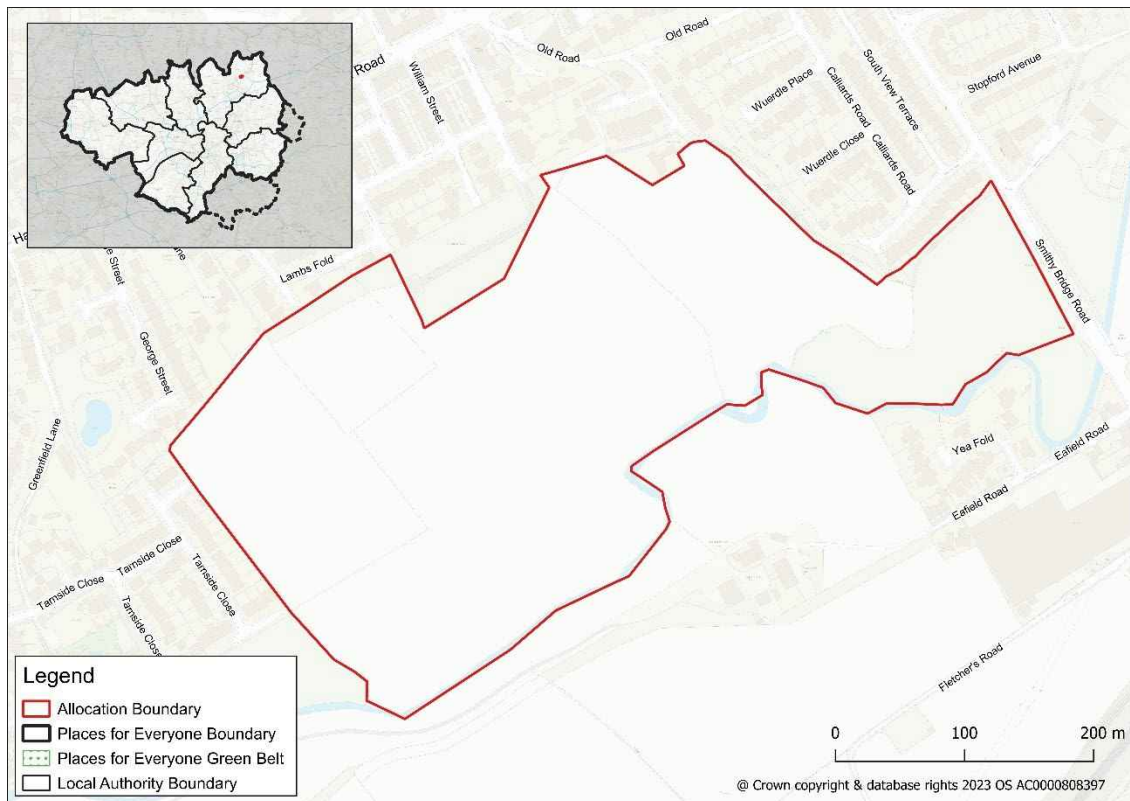 Road
William Street
Old Road
Old Road
Wuerdle Place
Calliards Road
South View Terrace
Stopford Avenue
Wuerdle Close
Calliards Road
Lambs Fold
Smithy Bridge Road
George Street
Greenfield Lane
Yea Fold
Eafield Road
Eafield Road
Tarnside Close
Tarnside Close
Tarnside Close
Tarnside Close
Fletcher's Road
Legend
Allocation Boundary
Places for Everyone Boundary
Places for Everyone Green Belt
Local Authority Boundary
0 100 200 m
@ Crown copyright & database rights 2023 OS AC0000808397